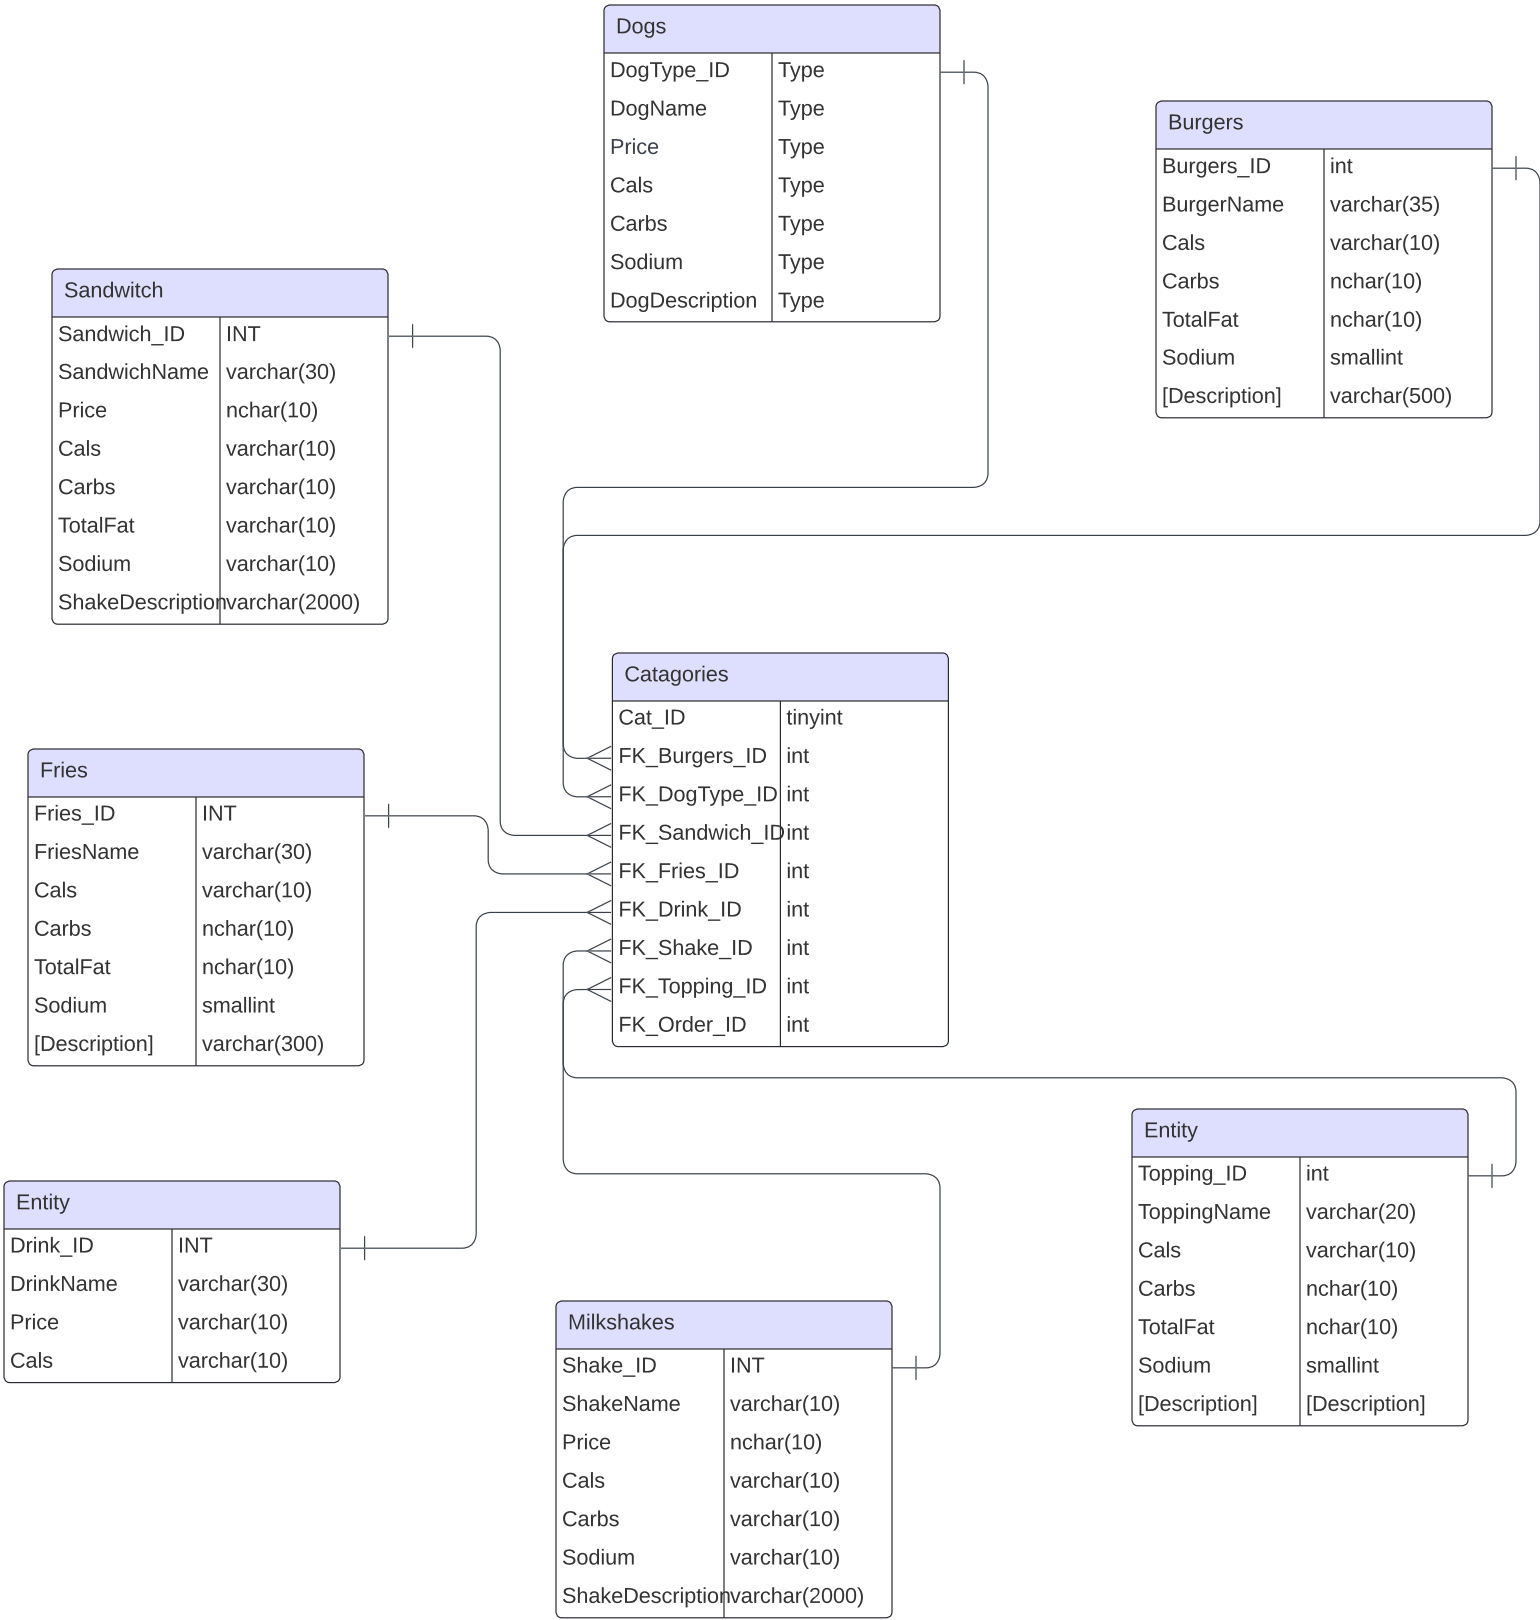 Dogs
DogType_ID Type
DogName Type
Price Type
Cals Type
Carbs Type
Sodium Type
DogDescription Type
Burgers
Burgers_ID int
BurgerName varchar(35)
Cals varchar(10)
Carbs nchar(10)
TotalFat nchar(10)
Sodium smallint
[Description] varchar(500)
Sandwitch
Sandwich_ID INT
SandwichName varchar(30)
Price nchar(10)
Cals varchar(10)
Carbs varchar(10)
TotalFat varchar(10)
Sodium varchar(10)
ShakeDescription varchar(2000)
Catagories
Cat_ID tinyint
FK_Burgers_ID int
FK_DogType_ID int
FK_Sandwich_ID int
FK_Fries_ID int
FK_Drink_ID int
FK_Shake_ID int
FK_Topping_ID int
FK_Order_ID int
Fries
Fries_ID INT
FriesName varchar(30)
Cals varchar(10)
Carbs nchar(10)
TotalFat nchar(10)
Sodium smallint
[Description] varchar(300)
Entity
Topping_ID int
ToppingName varchar(20)
Cals varchar(10)
Carbs nchar(10)
TotalFat nchar(10)
Sodium smallint
[Description] [Description]
Entity
Drink_ID INT
DrinkName varchar(30)
Price varchar(10)
Cals varchar(10)
Milkshakes
Shake_ID INT
ShakeName varchar(10)
Price nchar(10)
Cals varchar(10)
Carbs varchar(10)
Sodium varchar(10)
ShakeDescription varchar(2000)